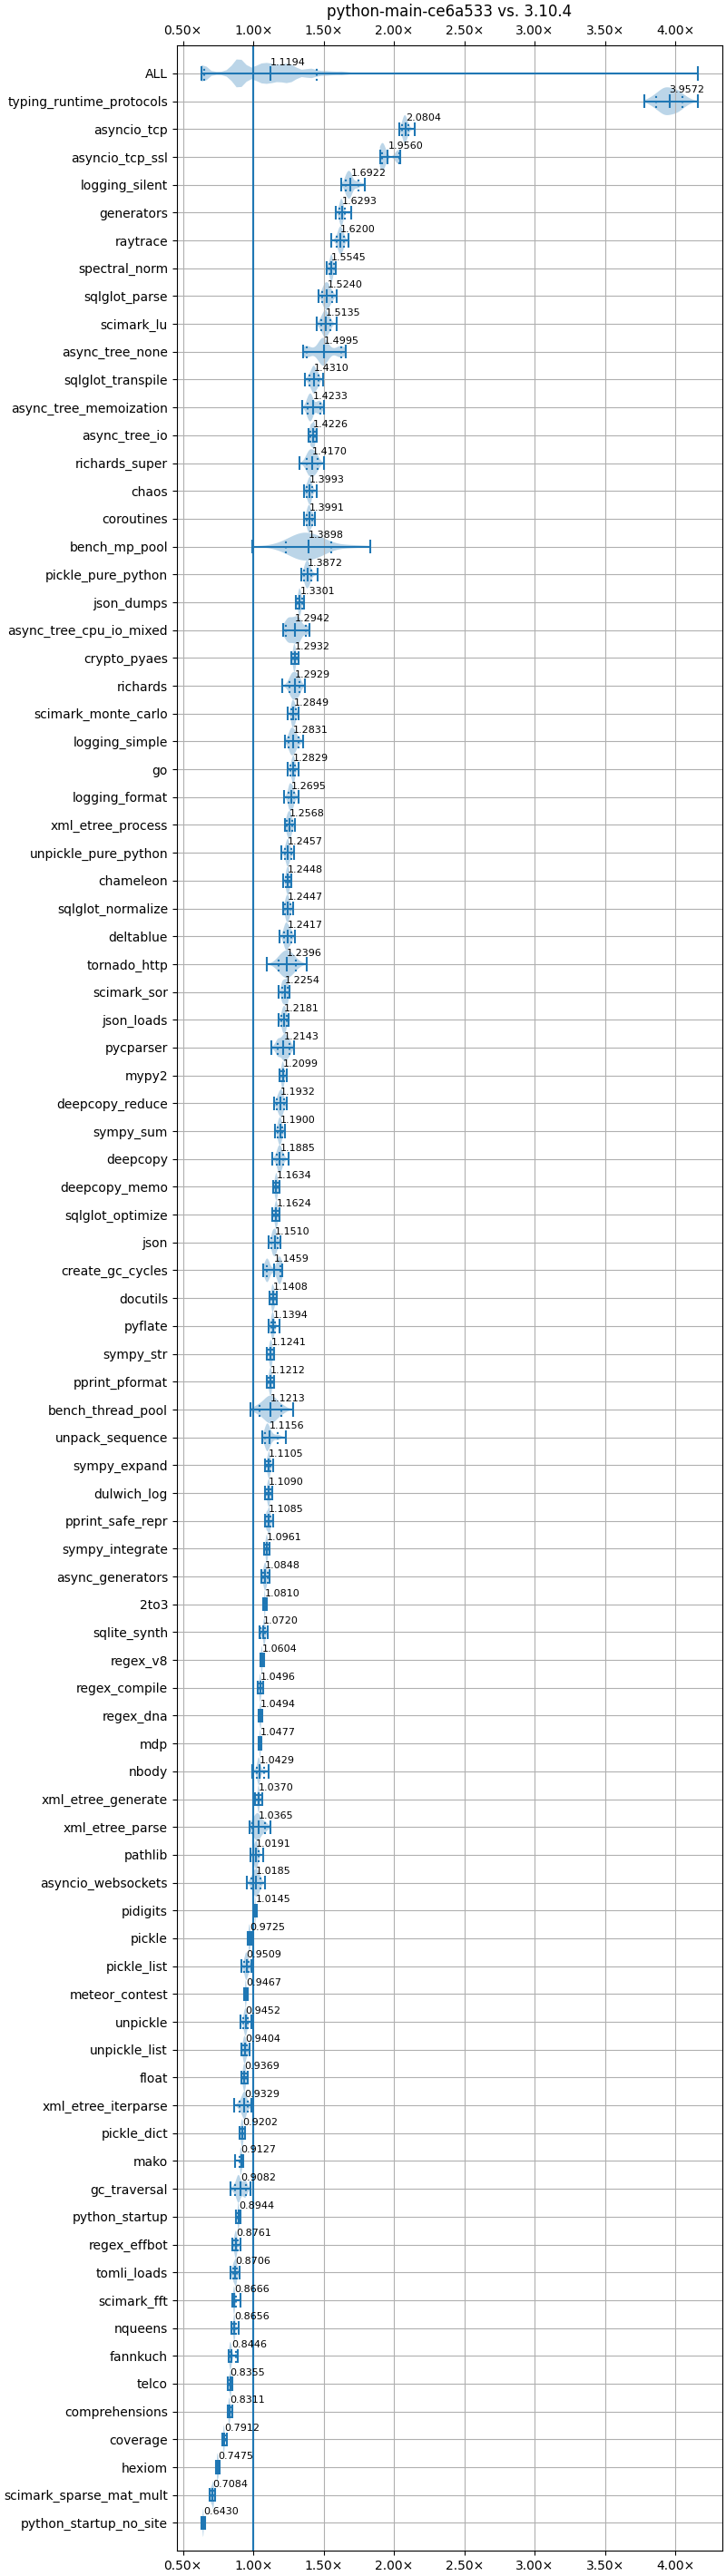 python-main-ce6a533 vs. 3.10.4
0.50× 1.00× 1.50× 2.00× 2.50× 3.00× 3.50× 4.00×
ALL 1.1194
typing_runtime_protocols 3.9572
asyncio_tcp 2.0804
asyncio_tcp_ssl 1.9560
logging_silent 1.6922
generators 1.6293
raytrace 1.6200
spectral_norm 1.5545
sqlglot_parse 1.5240
scimark_lu 1.5135
async_tree_none 1.4995
sqlglot_transpile 1.4310
async_tree_memoization 1.4233
async_tree_io 1.4226
richards_super 1.4170
chaos 1.3993
coroutines 1.3991
bench_mp_pool 1.3898
pickle_pure_python 1.3872
json_dumps 1.3301
async_tree_cpu_io_mixed 1.2942
crypto_pyaes 1.2932
richards 1.2929
scimark_monte_carlo 1.2849
logging_simple 1.2831
go 1.2829
logging_format 1.2695
xml_etree_process 1.2568
unpickle_pure_python 1.2457
chameleon 1.2448
sqlglot_normalize 1.2447
deltablue 1.2417
tornado_http 1.2396
scimark_sor 1.2254
json_loads 1.2181
pycparser 1.2143
mypy2 1.2099
deepcopy_reduce 1.1932
sympy_sum 1.1900
deepcopy 1.1885
deepcopy_memo 1.1634
sqlglot_optimize 1.1624
json 1.1510
create_gc_cycles 1.1459
docutils 1.1408
pyflate 1.1394
sympy_str 1.1241
pprint_pformat 1.1212
bench_thread_pool 1.1213
unpack_sequence 1.1156
sympy_expand 1.1105
dulwich_log 1.1090
pprint_safe_repr 1.1085
sympy_integrate 1.0961
async_generators 1.0848
2to3 1.0810
sqlite_synth 1.0720
regex_v8 1.0604
regex_compile 1.0496
regex_dna 1.0494
mdp 1.0477
nbody 1.0429
xml_etree_generate 1.0370
xml_etree_parse 1.0365
pathlib 1.0191
asyncio_websockets 1.0185
pidigits 1.0145
pickle 0.9725
pickle_list 0.9509
meteor_contest 0.9467
unpickle 0.9452
unpickle_list 0.9404
float 0.9369
xml_etree_iterparse 0.9329
pickle_dict 0.9202
mako 0.9127
gc_traversal 0.9082
python_startup 0.8944
regex_effbot 0.8761
tomli_loads 0.8706
scimark_fft 0.8666
nqueens 0.8656
fannkuch 0.8446
telco 0.8355
comprehensions 0.8311
coverage 0.7912
hexiom 0.7475
scimark_sparse_mat_mult 0.7084
python_startup_no_site 0.6430
0.50× 1.00× 1.50× 2.00× 2.50× 3.00× 3.50× 4.00×